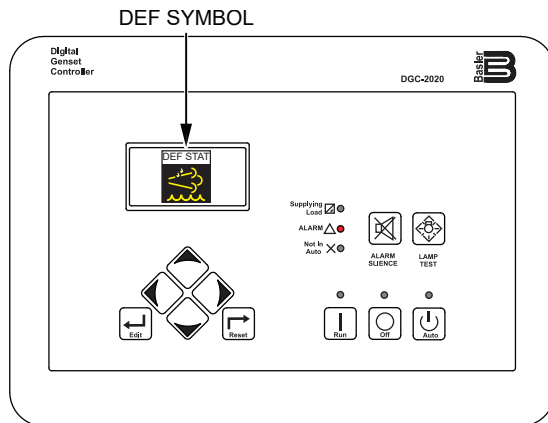 DEF SYMBOL
Digital
Genset
Controller
DGC-2020
Basler
DEF STAT
Supplying
Load
ALARM
Not In
Auto
ALARM
SLIENCE
LAMP
TEST
Edit
Reset
Run
Off
Auto